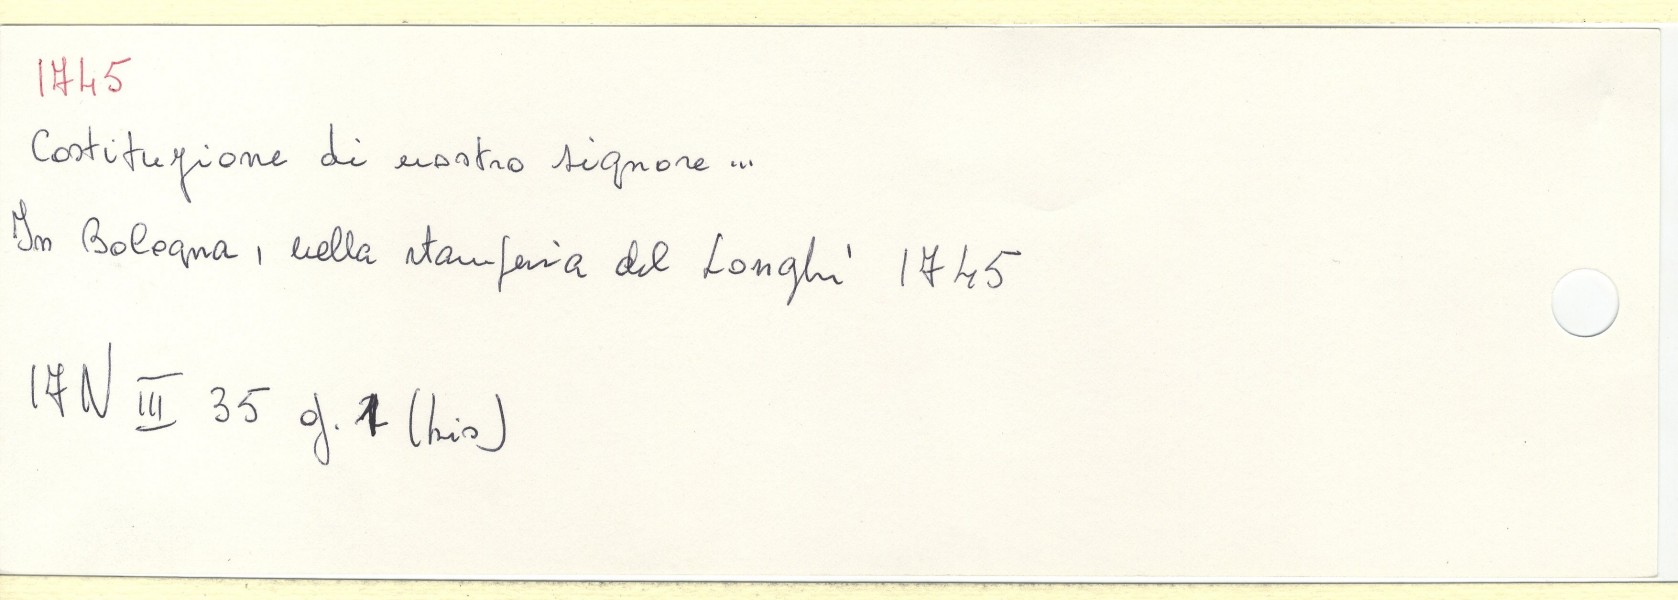 1745
Costituzione di nostro signore ...
In Bologna, nella stamperia del Longhi 1745
17 N III 35 g. 1 (bis)